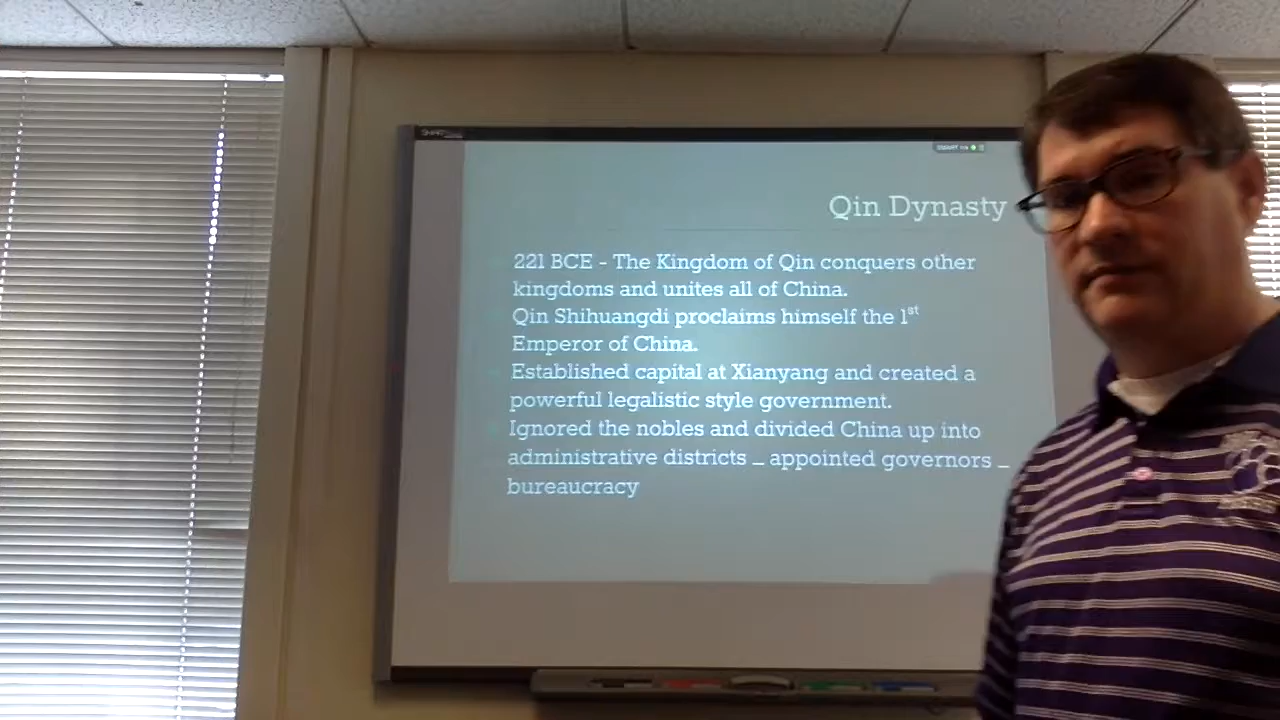 SMART
Qin Dynasty
221 BCE - The Kingdom of Qin conquers other
kingdoms and unites all of China.
Qin Shihuangdi proclaims himself the 1st
Emperor of China.
Established capital at Xianyang and created a
powerful legalistic style government.
Ignored the nobles and divided China up into
administrative districts _ appointed governors _
bureaucracy